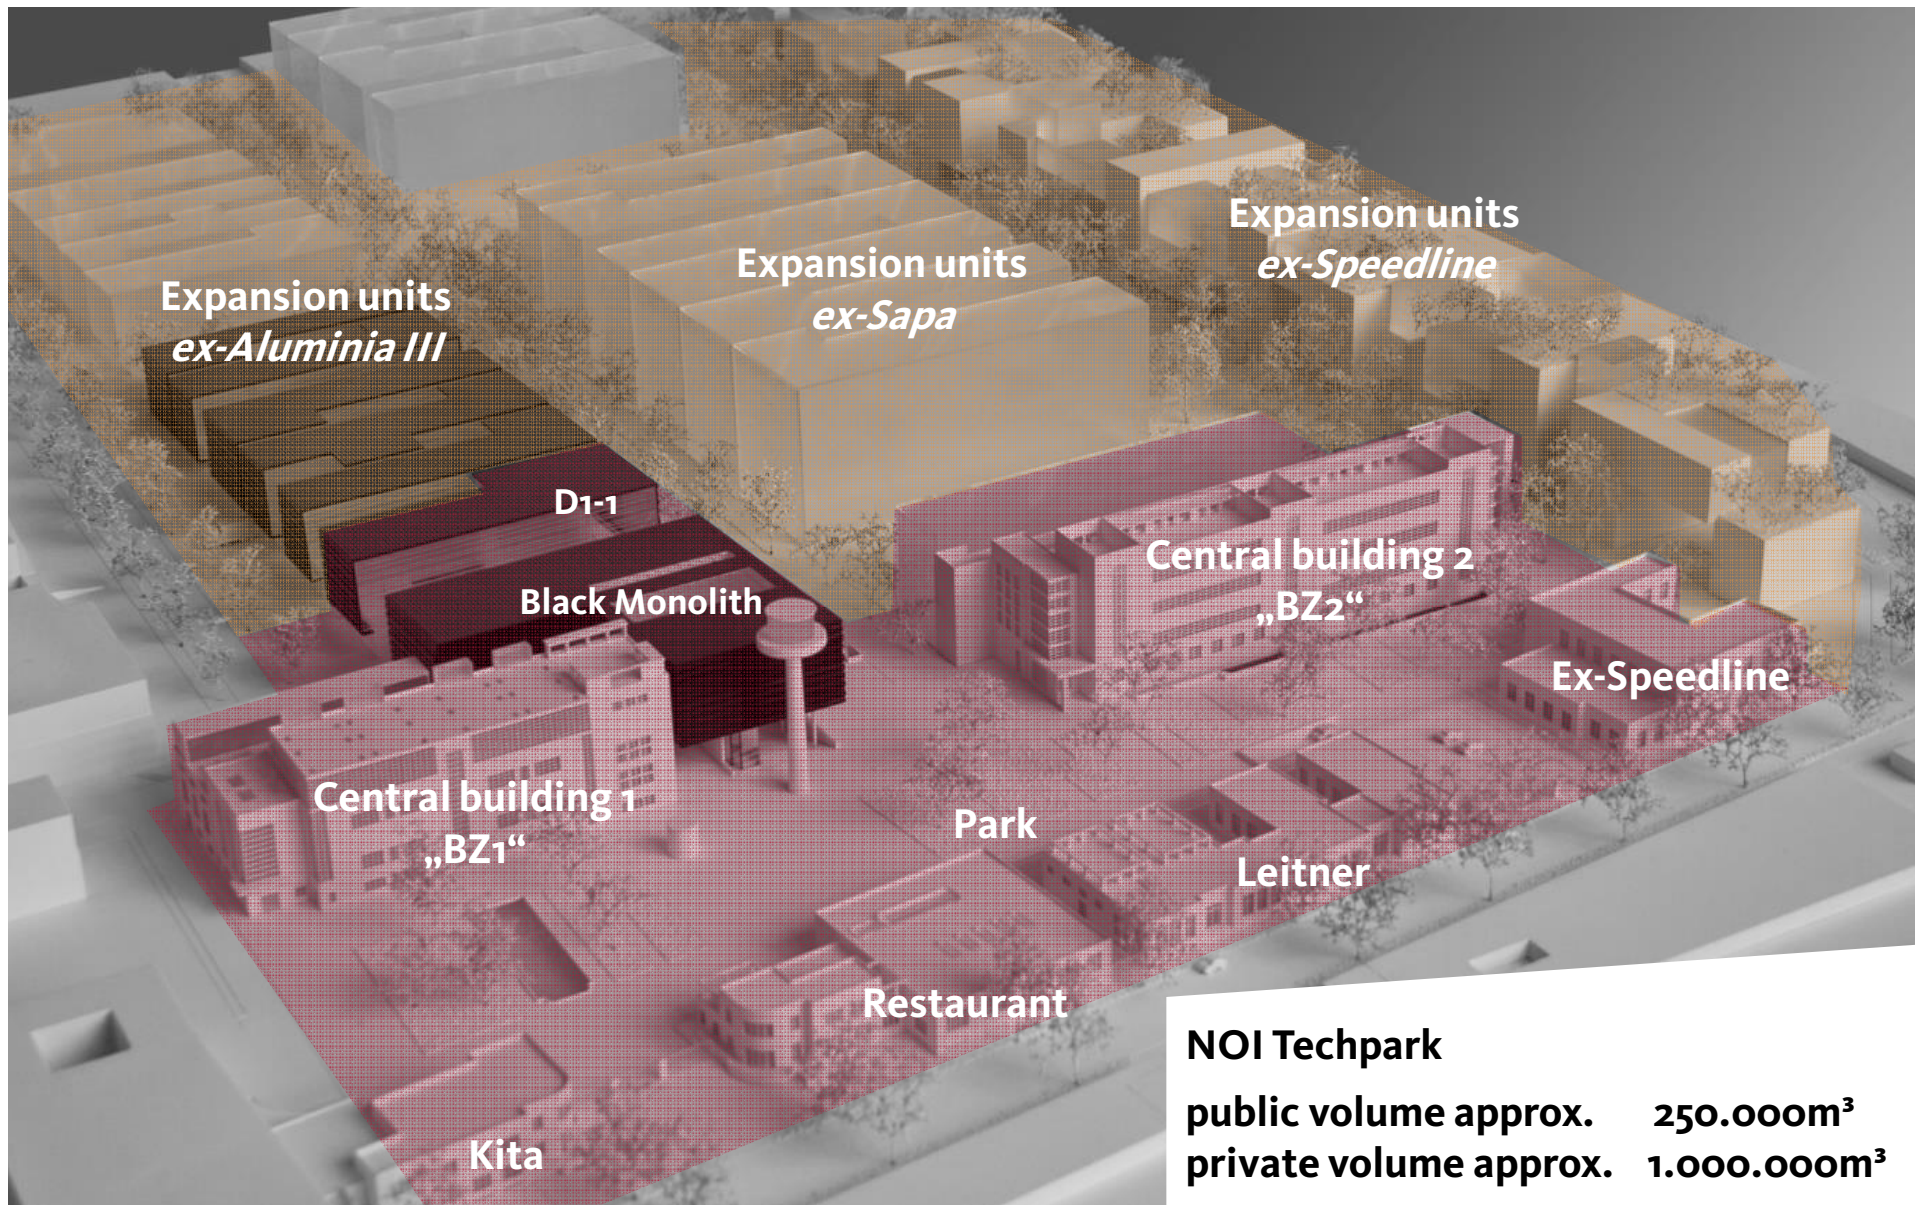 Expansion units
ex-Speedline
Expansion units
ex-Sapa
Expansion units
ex-Aluminia III
D1-1
Central building 2
„BZ2“
Black Monolith
Ex-Speedline
Central building 1
„BZ1“
Park
Leitner
Restaurant
Kita
NOI Techpark
public volume approx. 250.000m³
private volume approx. 1.000.000m³